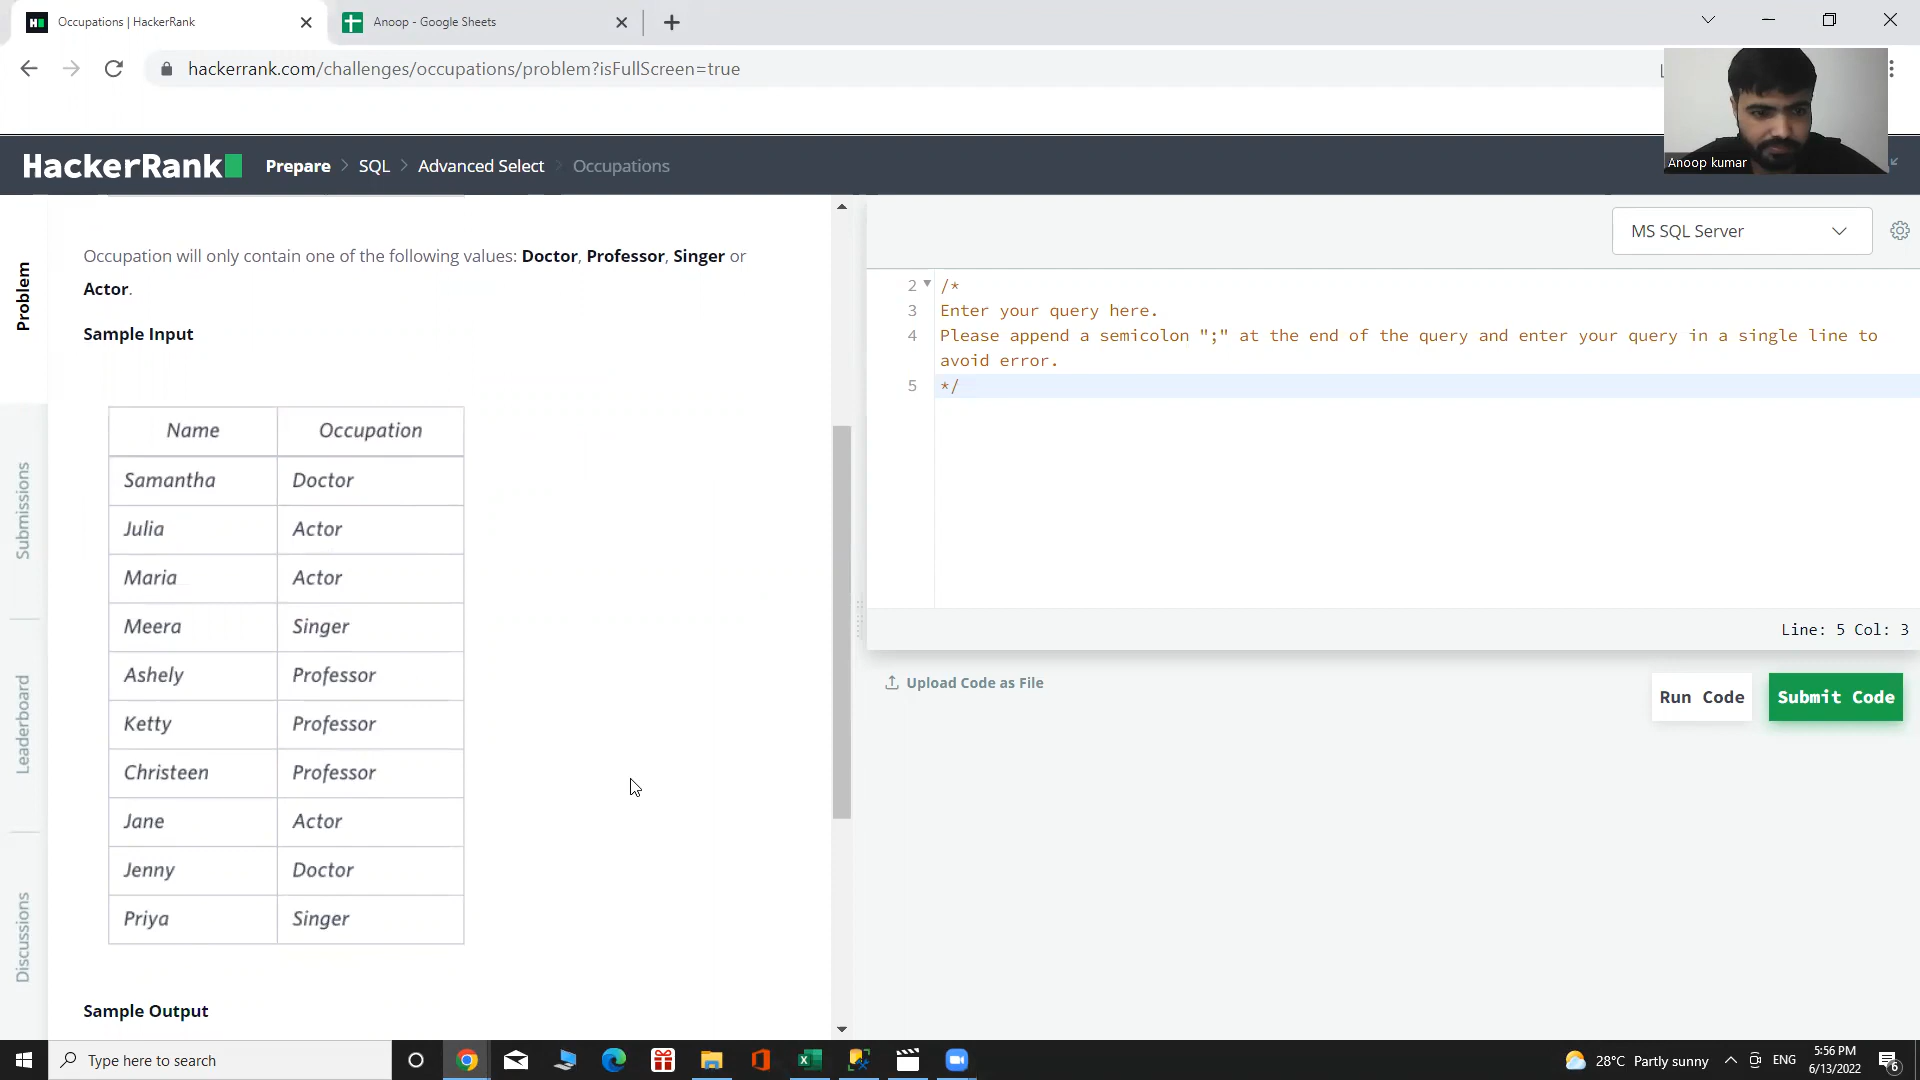 Occupations | HackerRank
Anoop - Google Sheets
hackerrank.com/challenges/occupations/problem?isFullScreen=true
Anoop kumar
HackerRank Prepare SQL Advanced Select Occupations
Problem
Submissions
Leaderboard
Discussions
Occupation will only contain one of the following values: Doctor, Professor, Singer or
Actor.
Sample Input
Name Occupation
Samantha Doctor
Julia Actor
Maria Actor
Meera Singer
Ashely Professor
Ketty Professor
Christeen Professor
Jane Actor
Jenny Doctor
Priya Singer
Sample Output
MS SQL Server
2 /*
3 Enter your query here.
4 Please append a semicolon ";" at the end of the query and enter your query in a single line to
avoid error.
5 */
Line: 5 Col: 3
Upload Code as File
Run Code
Submit Code
Type here to search
28°C Partly sunny
ENG
5:56 PM
6/13/2022
6